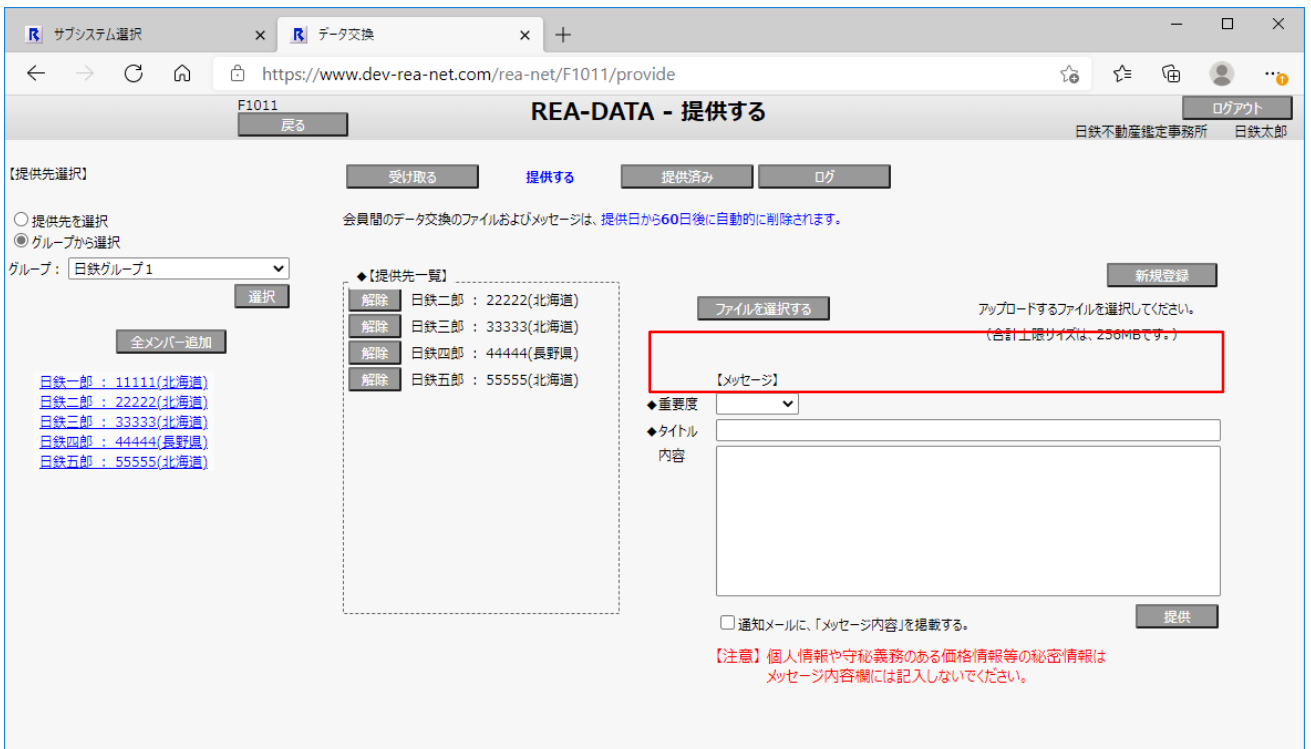 サブシステム選択
データ交換
https://www.dev-rea-net.com/rea-net/F1011/provide
F1011
戻る
REA-DATA - 提供する
ログアウト
日鉄不動産鑑定事務所 日鉄太郎
【提供先選択】
受け取る 提供する 提供済み ログ
提供先を選択
グループから選択
会員間のデータ交換のファイルおよびメッセージは、提供日から60日後に自動的に削除されます。
グループ： 日鉄グループ1
選択
全メンバー追加
日鉄一郎 ： 11111(北海道)
日鉄二郎 ： 22222(北海道)
日鉄三郎 ： 33333(北海道)
日鉄四郎 ： 44444(長野県)
日鉄五郎 ： 55555(北海道)
◆【提供先一覧】
解除 日鉄二郎 ： 22222(北海道)
解除 日鉄三郎 ： 33333(北海道)
解除 日鉄四郎 ： 44444(長野県)
解除 日鉄五郎 ： 55555(北海道)
新規登録
ファイルを選択する
アップロードするファイルを選択してください。
（合計上限サイズは、256MBです。）
【メッセージ】
◆重要度
◆タイトル
内容
通知メールに、「メッセージ内容」を掲載する。
提供
【注意】個人情報や守秘義務のある価格情報等の秘密情報は
メッセージ内容欄には記入しないでください。